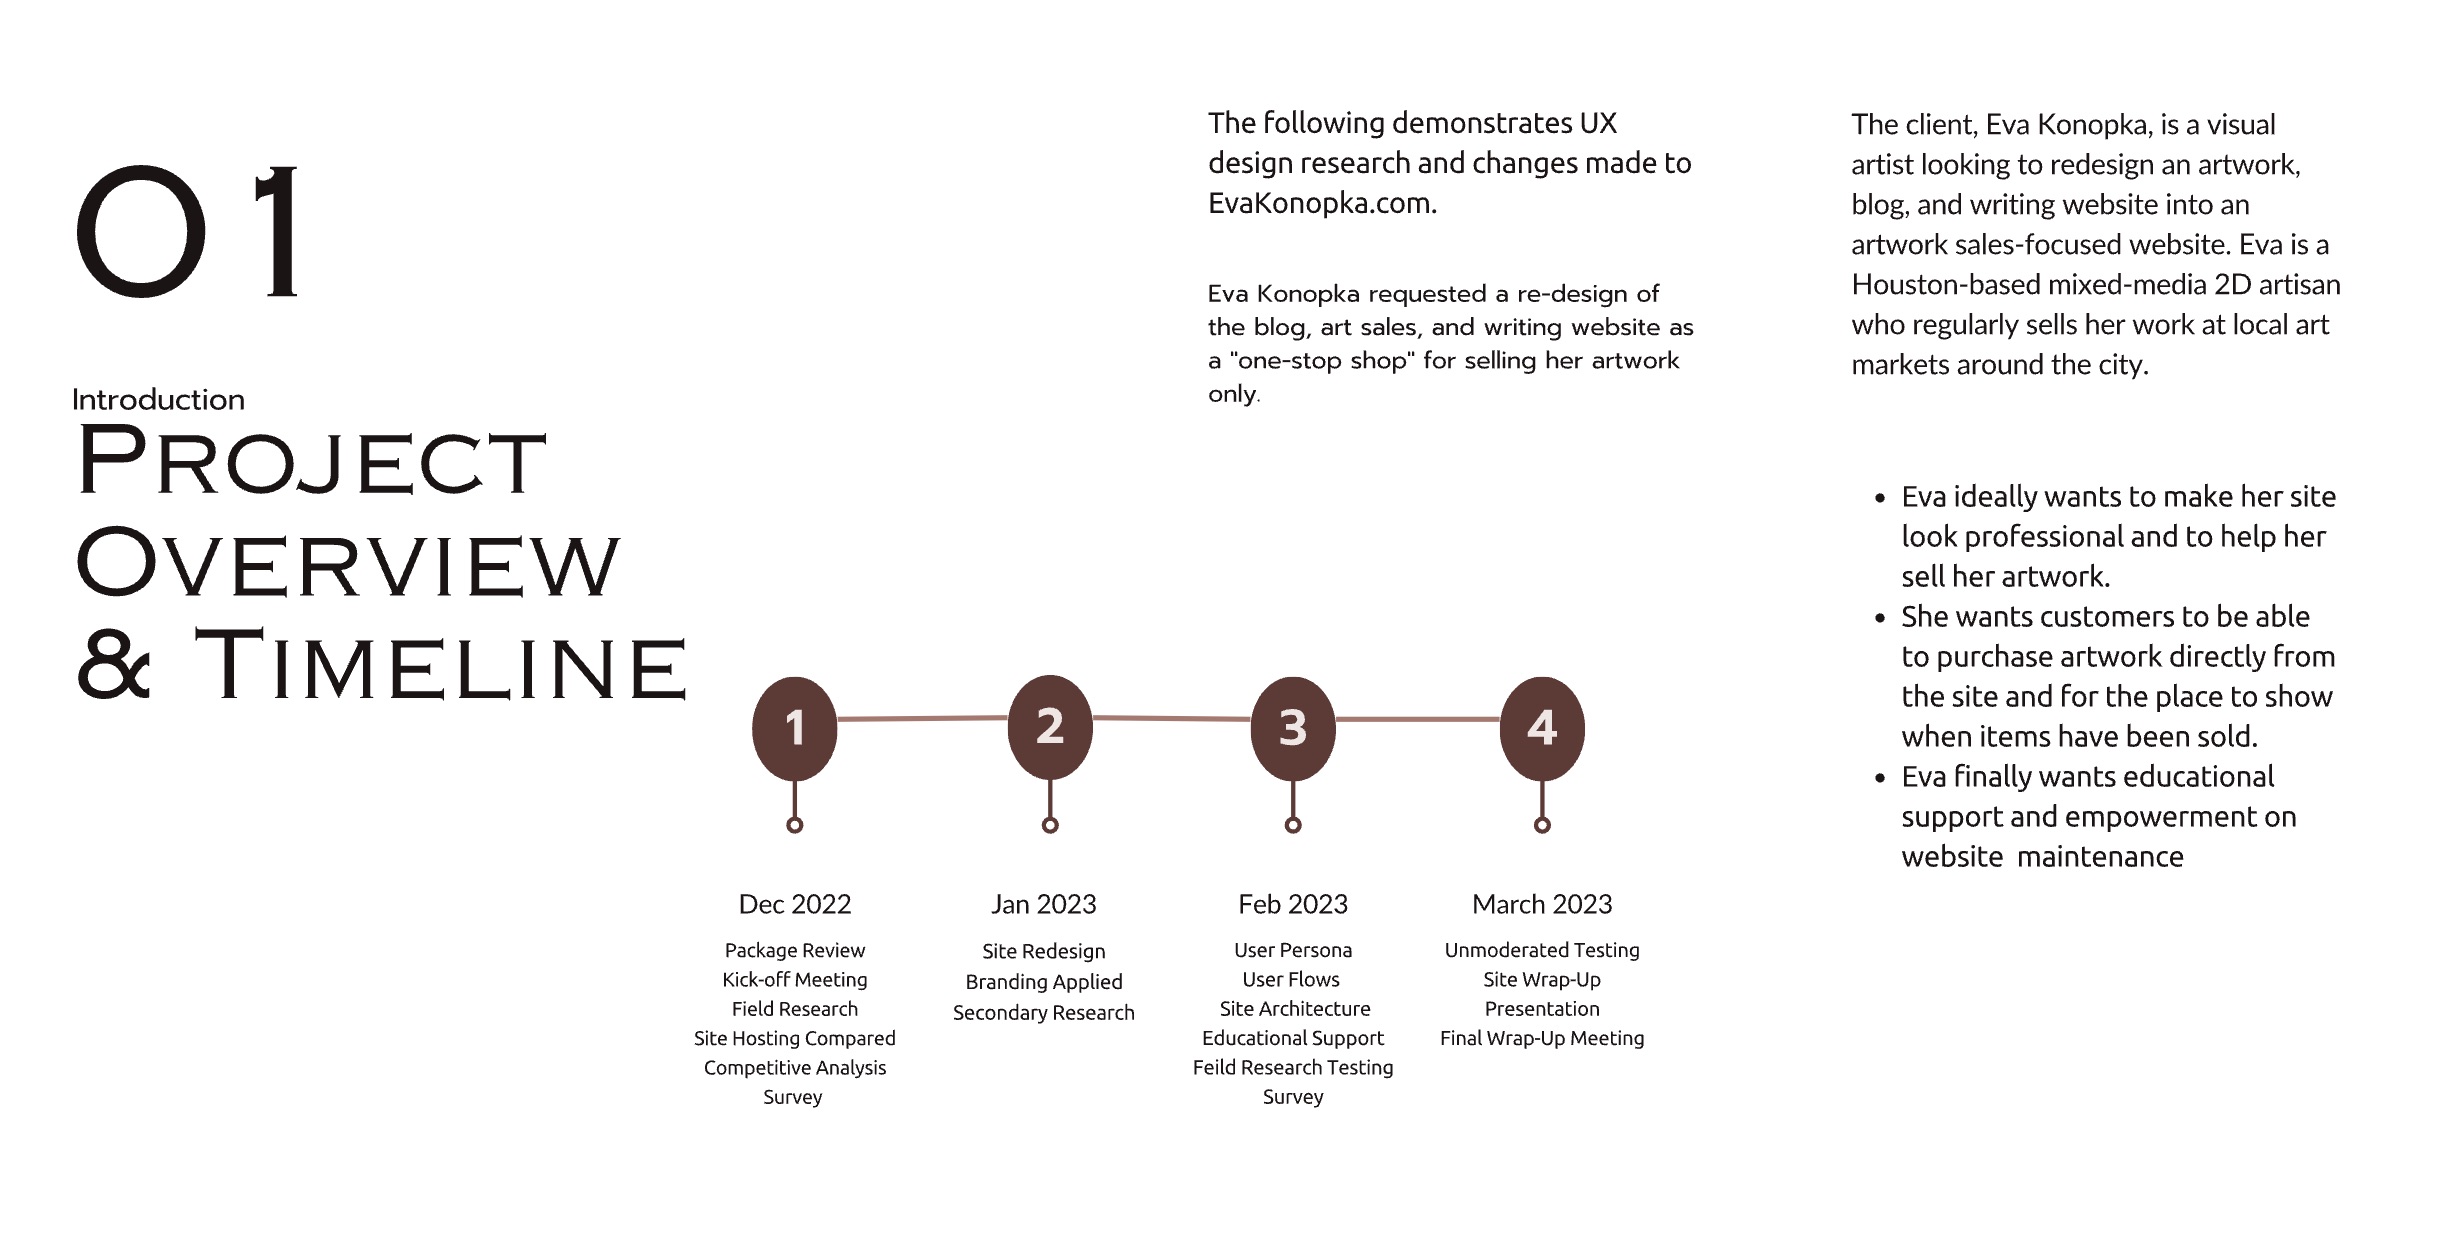 01
Introduction
PROJECT
OVERVIEW
& TIMELINE
The following demonstrates UX
design research and changes made to
EvaKonopka.com.
Eva Konopka requested a re-design of
the blog, art sales, and writing website as
a "one-stop shop" for selling her artwork
only.
The client, Eva Konopka, is a visual
artist looking to redesign an artwork,
blog, and writing website into an
artwork sales-focused website. Eva is a
Houston-based mixed-media 2D artisan
who regularly sells her work at local art
markets around the city.
• Eva ideally wants to make her site
look professional and to help her
sell her artwork.
• She wants customers to be able
to purchase artwork directly from
the site and for the place to show
when items have been sold.
• Eva finally wants educational
support and empowerment on
website  maintenance
1
2
3
4
Dec 2022
Package Review
Kick-off Meeting
Field Research
Site Hosting Compared
Competitive Analysis
Survey
Jan 2023
Site Redesign
Branding Applied
Secondary Research
Feb 2023
User Persona
User Flows
Site Architecture
Educational Support
Feild Research Testing
Survey
March 2023
Unmoderated Testing
Site Wrap-Up
Presentation
Final Wrap-Up Meeting